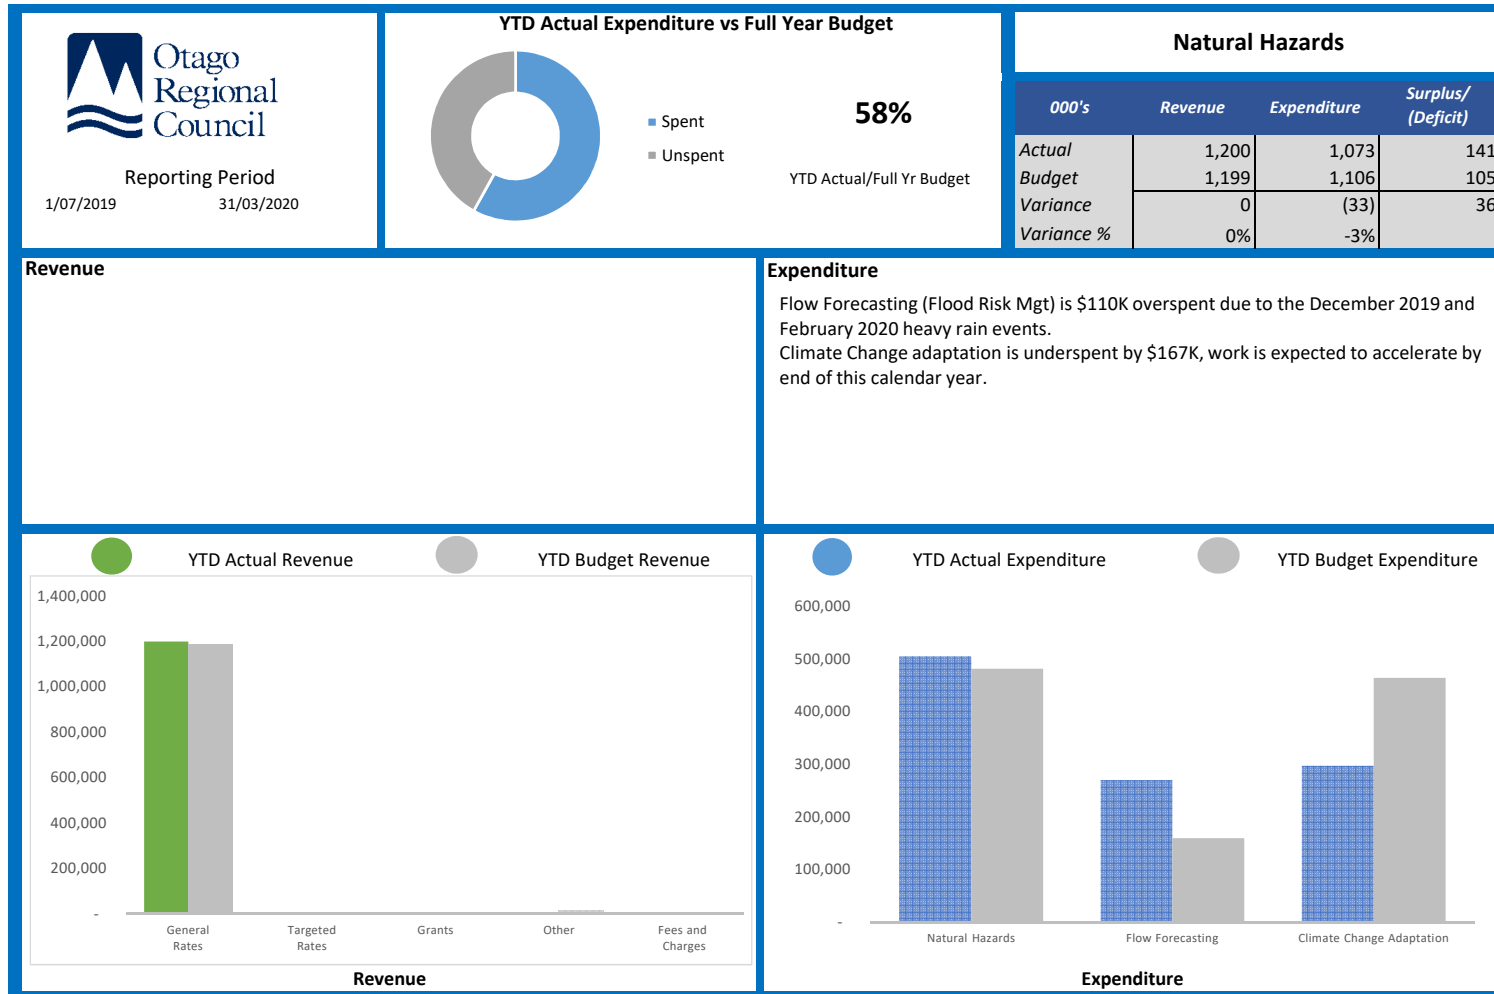 Otago
Regional
Council
Reporting Period
1/07/2019 31/03/2020
YTD Actual Expenditure vs Full Year Budget
Spent
Unspent
58%
YTD Actual/Full Yr Budget
Natural Hazards
000's Revenue Expenditure Surplus/ (Deficit)
Actual 1,200 1,073 141
Budget 1,199 1,106 105
Variance 0 (33) 36
Variance % 0% -3%
Revenue
Expenditure
Flow Forecasting (Flood Risk Mgt) is $110K overspent due to the December 2019 and
February 2020 heavy rain events.
Climate Change adaptation is underspent by $167K, work is expected to accelerate by
end of this calendar year.
YTD Actual Revenue YTD Budget Revenue
1,400,000
1,200,000
1,000,000
800,000
600,000
400,000
200,000
-
General Rates Targeted Rates Grants Other Fees and Charges
Revenue
YTD Actual Expenditure YTD Budget Expenditure
600,000
500,000
400,000
300,000
200,000
100,000
-
Natural Hazards Flow Forecasting Climate Change Adaptation
Expenditure